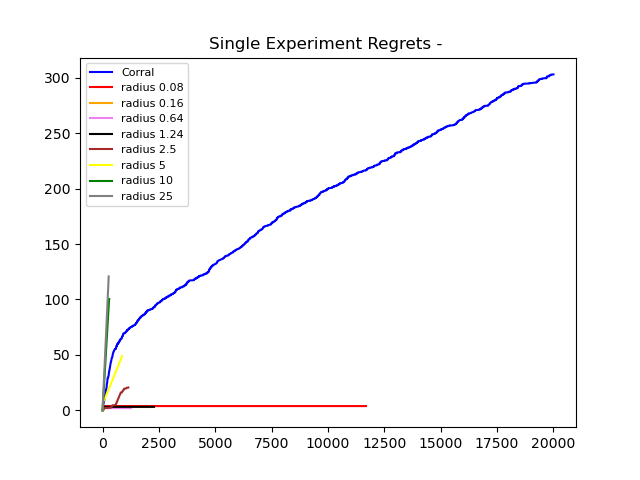 Single Experiment Regrets -
300
250
200
150
100
50
0
Corral
radius 0.08
radius 0.16
radius 0.64
radius 1.24
radius 2.5
radius 5
radius 10
radius 25
0 2500 5000 7500 10000 12500 15000 17500 20000